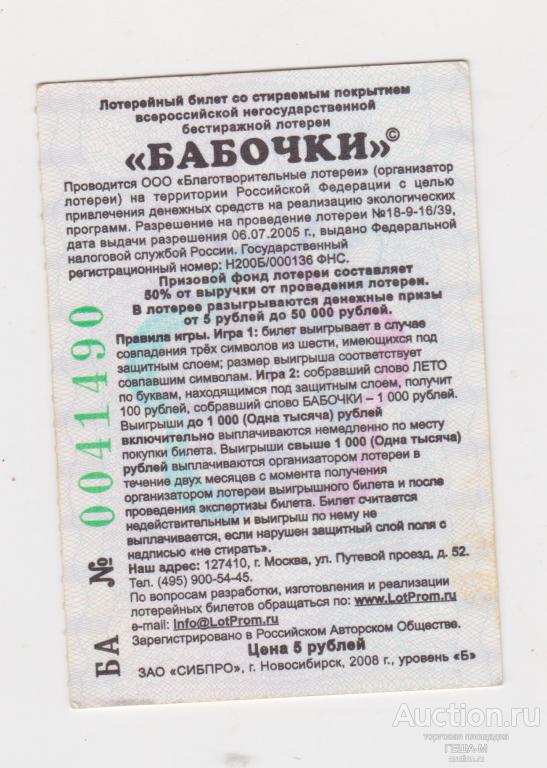 Лотерейный билет со стираемым покрытием
всероссийской негосударственной
бестиражной лотереи
«БАБОЧКИ»©
Проводится ООО «Благотворительные лотереи» (организатор
лотереи) на территории Российской Федерации с целью
привлечения денежных средств на реализацию экологических
программ. Разрешение на проведение лотереи №18-9-16/39,
дата выдачи разрешения 06.07.2005 г., выдано Федеральной
налоговой службой России. Государственный
регистрационный номер: Н200Б/000136 ФНС.
Призовой фонд лотереи составляет
50% от выручки от проведения лотереи.
В лотерее разыгрываются денежные призы
от 5 рублей до 50 000 рублей.
Правила игры. Игра 1: билет выигрывает в случае
совпадения трёх символов из шести, имеющихся под
защитным слоем; размер выигрыша соответствует
совпавшим символам. Игра 2: собравший слово ЛЕТО
по буквам, находящимся под защитным слоем, получит
100 рублей, собравший слово БАБОЧКИ – 1 000 рублей.
Выигрыши до 1 000 (Одна тысяча) рублей
включительно выплачиваются немедленно по месту
покупки билета. Выигрыши свыше 1 000 (Одна тысяча)
рублей выплачиваются организатором лотереи в
течение двух месяцев с момента получения
организатором лотереи выигрышного билета и после
проведения экспертизы билета. Билет считается
недействительным и выигрыш по нему не
выплачивается, если нарушен защитный слой поля с
надписью «не стирать».
Наш адрес: 127410, г. Москва, ул. Путевой проезд, д. 52.
Тел. (495) 900-54-45.
По вопросам разработки, изготовления и реализации
лотерейных билетов обращаться по: www.LotProm.ru
e-mail: Info@LotProm.ru
Зарегистрировано в Российском Авторском Обществе.
Цена 5 рублей
ЗАО «СИБПРО», г. Новосибирск, 2008 г., уровень «Б»
БА № 0041490
Auction.ru
торговая площадка
ГЕША-М
auction.ru